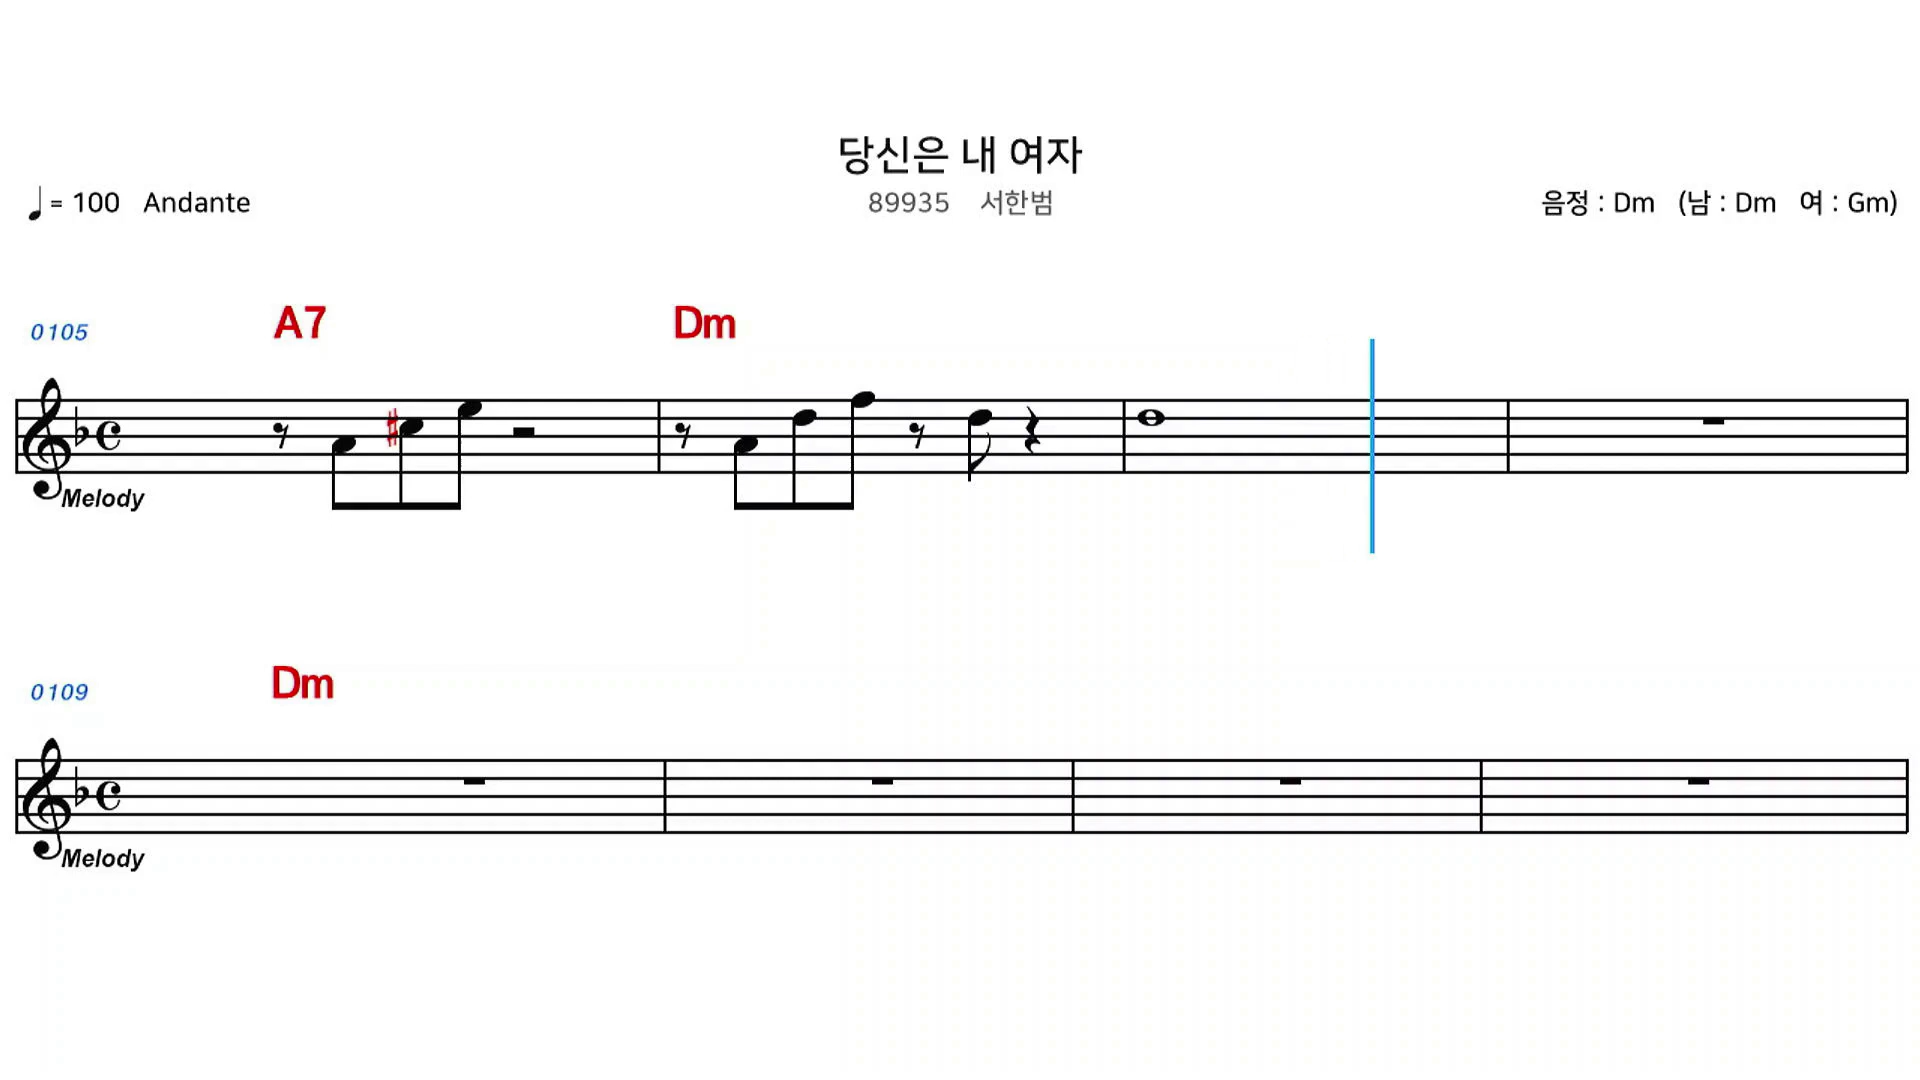 당신은 내 여자
♩ = 100 Andante
89935 서한범
음정 : Dm (남 : Dm 여 : Gm)
0105 A7 Dm
Melody
0109 Dm
Melody